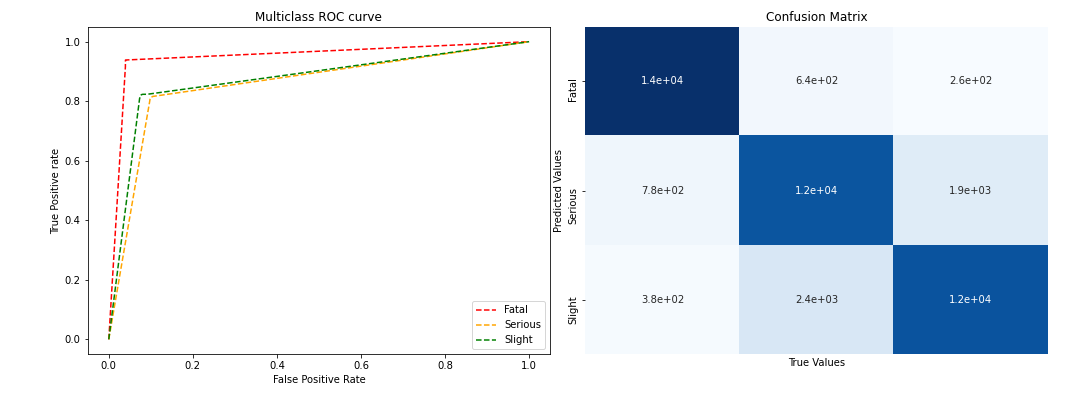 Multiclass ROC curve
True Positive rate
1.0
0.8
0.6
0.4
0.2
0.0
Fatal
Serious
Slight
0.0 0.2 0.4 0.6 0.8 1.0
False Positive Rate
Confusion Matrix
Predicted Values
Fatal
1.4e+04 6.4e+02 2.6e+02
Serious
7.8e+02 1.2e+04 1.9e+03
Slight
3.8e+02 2.4e+03 1.2e+04
True Values